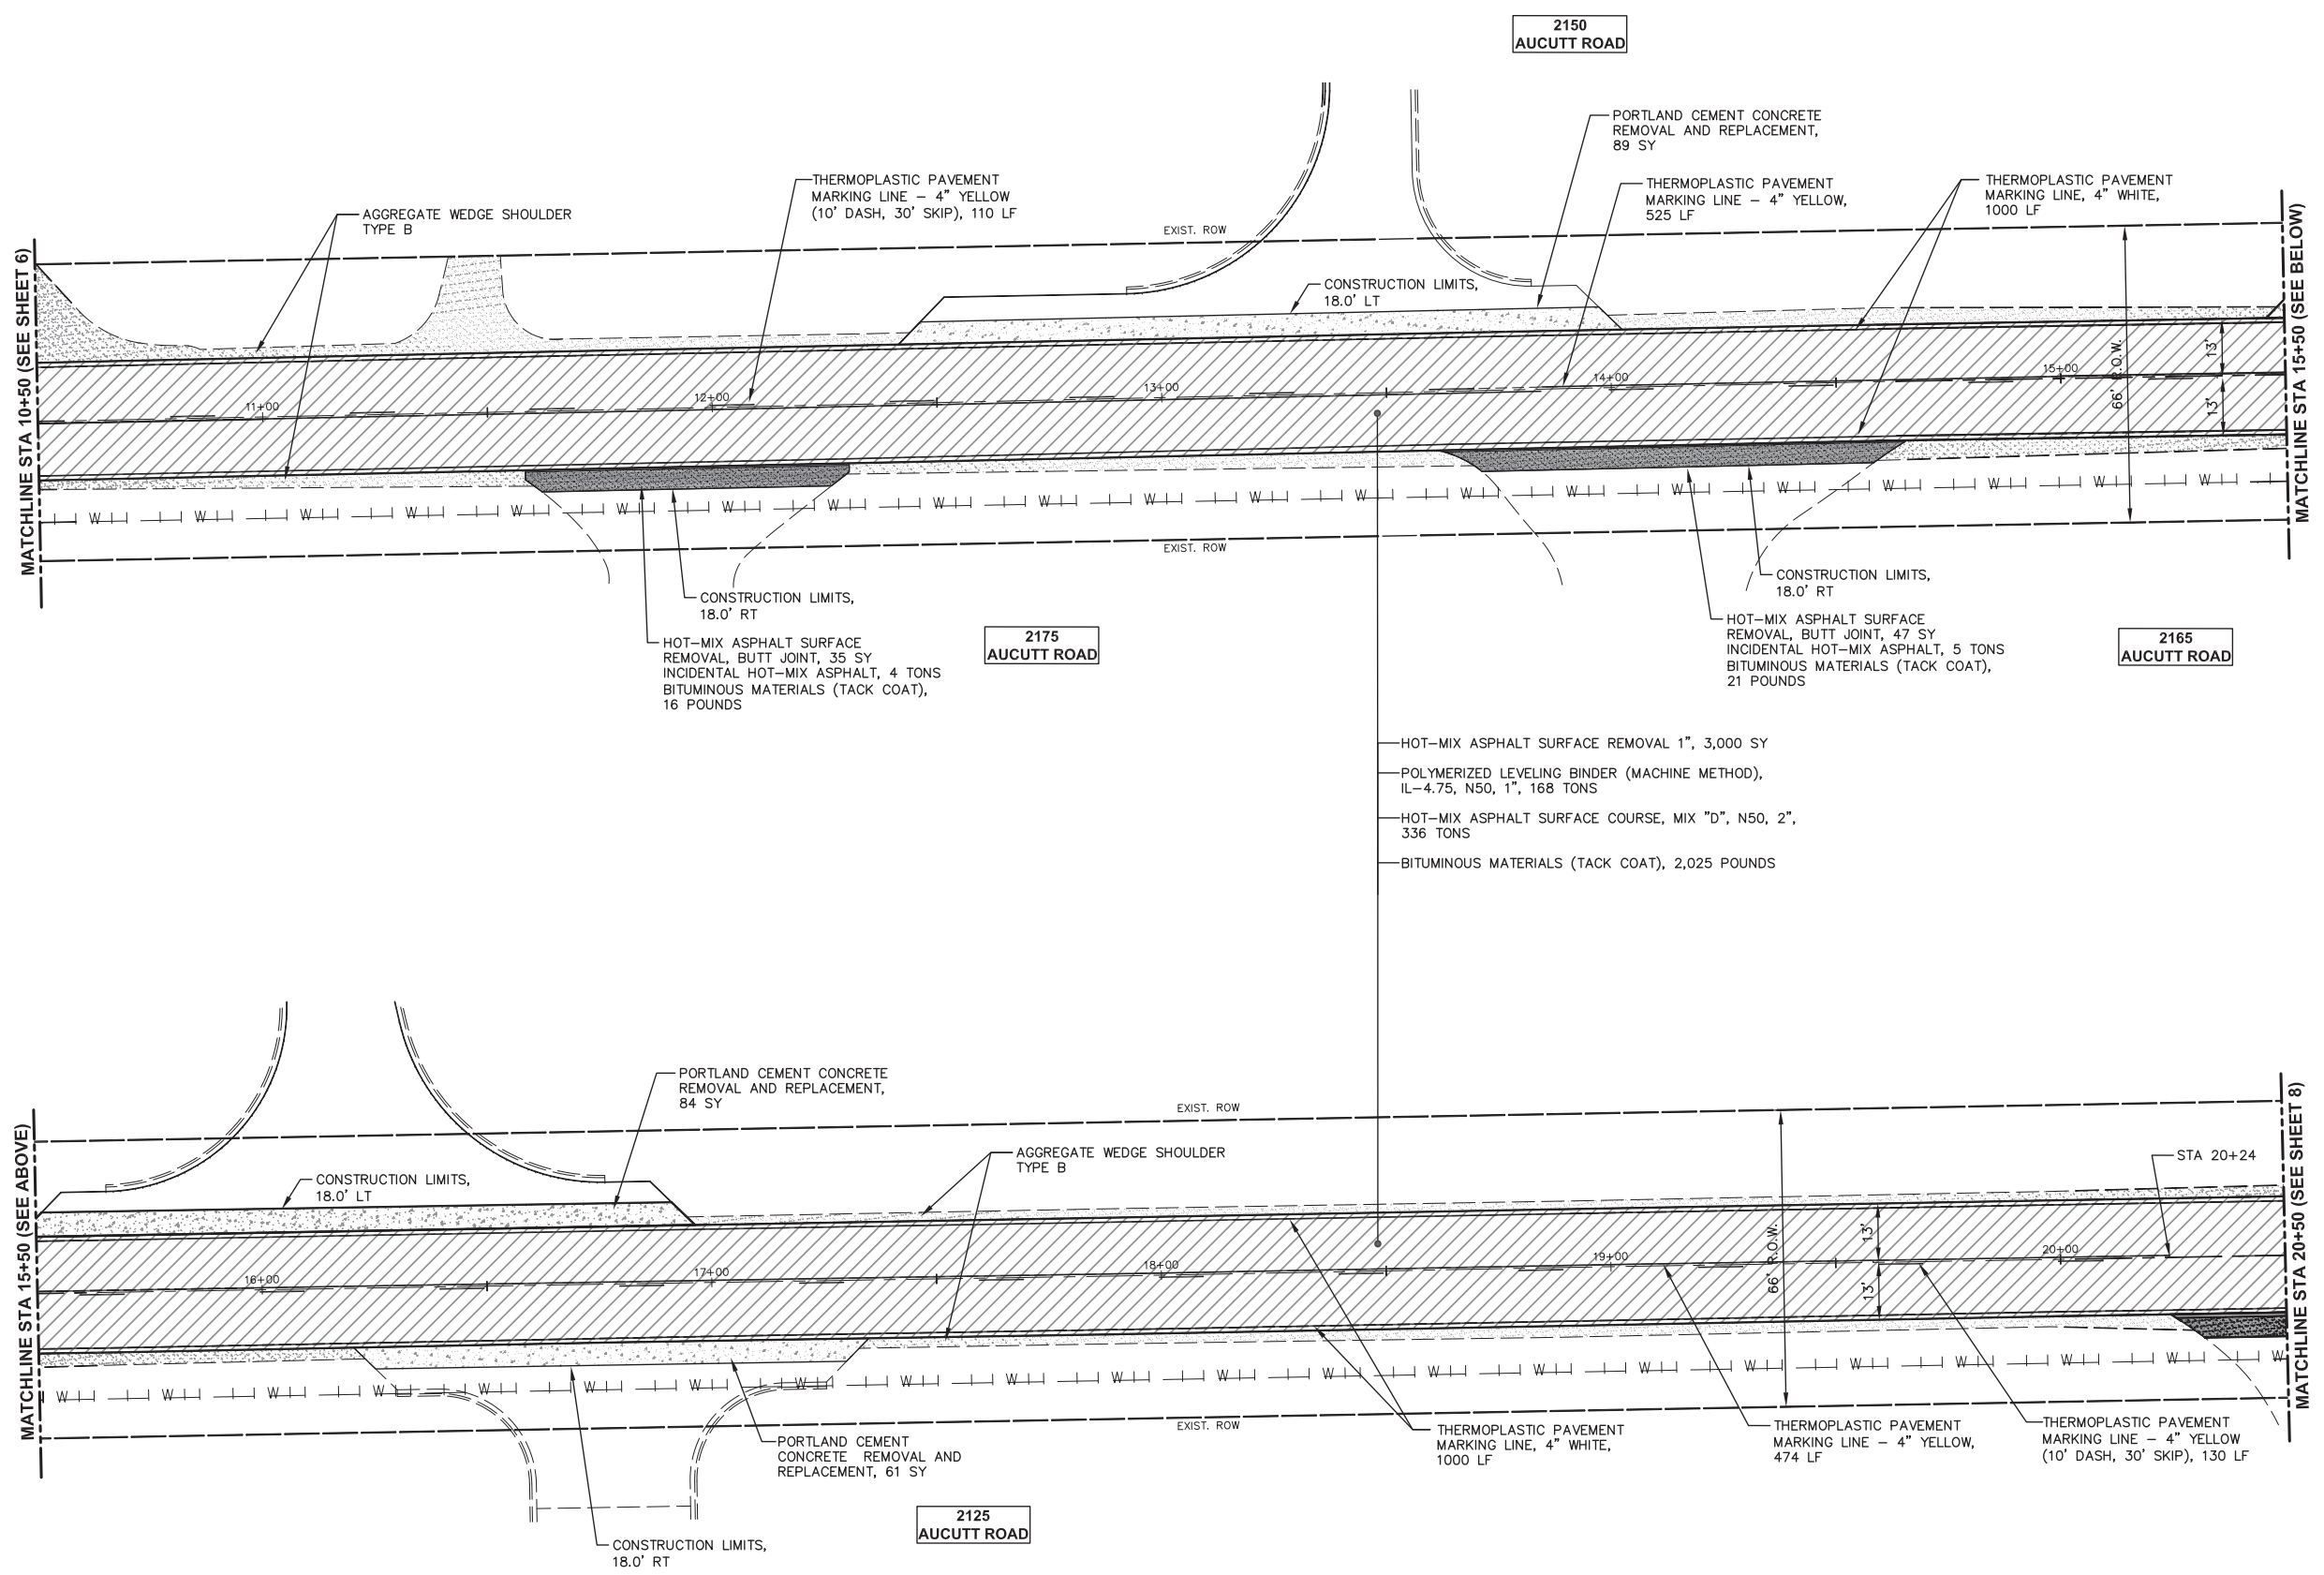 2150
AUCUTT ROAD
PORTLAND CEMENT CONCRETE
REMOVAL AND REPLACEMENT,
89 SY
THERMOPLASTIC PAVEMENT
MARKING LINE – 4" YELLOW
(10' DASH, 30' SKIP), 110 LF
THERMOPLASTIC PAVEMENT
MARKING LINE – 4" YELLOW,
525 LF
THERMOPLASTIC PAVEMENT
MARKING LINE, 4" WHITE,
1000 LF
AGGREGATE WEDGE SHOULDER
TYPE B
EXIST. ROW
CONSTRUCTION LIMITS,
18.0' LT
MATCHLINE STA 10+50 (SEE SHEET 6)
MATCHLINE STA 15+50 (SEE BELOW)
11+00
12+00
13+00
14+00
15+00
66' R.O.W.
13'
13'
W W W W W W W W W W W W W W W W W W W W W
EXIST. ROW
CONSTRUCTION LIMITS,
18.0' RT
CONSTRUCTION LIMITS,
18.0' RT
HOT–MIX ASPHALT SURFACE
REMOVAL, BUTT JOINT, 35 SY
INCIDENTAL HOT–MIX ASPHALT, 4 TONS
BITUMINOUS MATERIALS (TACK COAT),
16 POUNDS
2175
AUCUTT ROAD
HOT–MIX ASPHALT SURFACE
REMOVAL, BUTT JOINT, 47 SY
INCIDENTAL HOT–MIX ASPHALT, 5 TONS
BITUMINOUS MATERIALS (TACK COAT),
21 POUNDS
2165
AUCUTT ROAD
HOT–MIX ASPHALT SURFACE REMOVAL 1", 3,000 SY
POLYMERIZED LEVELING BINDER (MACHINE METHOD),
IL–4.75, N50, 1", 168 TONS
HOT–MIX ASPHALT SURFACE COURSE, MIX "D", N50, 2",
336 TONS
BITUMINOUS MATERIALS (TACK COAT), 2,025 POUNDS
PORTLAND CEMENT CONCRETE
REMOVAL AND REPLACEMENT,
84 SY
EXIST. ROW
AGGREGATE WEDGE SHOULDER
TYPE B
STA 20+24
CONSTRUCTION LIMITS,
18.0' LT
MATCHLINE STA 15+50 (SEE ABOVE)
MATCHLINE STA 20+50 (SEE SHEET 8)
16+00
17+00
18+00
19+00
20+00
66' R.O.W.
13'
13'
W W W W W W W W W W W W W W W W W W W W W W
EXIST. ROW
PORTLAND CEMENT
CONCRETE REMOVAL AND
REPLACEMENT, 61 SY
THERMOPLASTIC PAVEMENT
MARKING LINE, 4" WHITE,
1000 LF
THERMOPLASTIC PAVEMENT
MARKING LINE – 4" YELLOW,
474 LF
THERMOPLASTIC PAVEMENT
MARKING LINE – 4" YELLOW
(10' DASH, 30' SKIP), 130 LF
2125
AUCUTT ROAD
CONSTRUCTION LIMITS,
18.0' RT